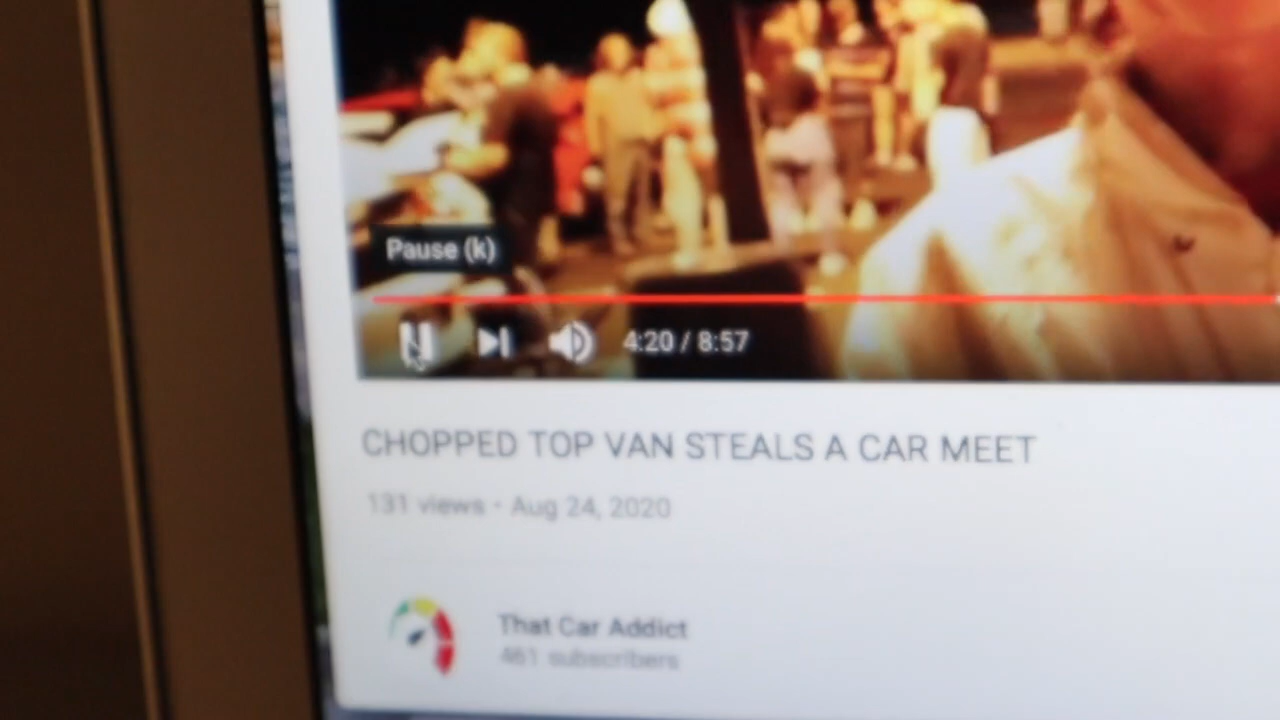 Pause (k)
4:20 / 8:57
CHOPPED TOP VAN STEALS A CAR MEET
131 views • Aug 24, 2020
That Car Addict
461 subscribers